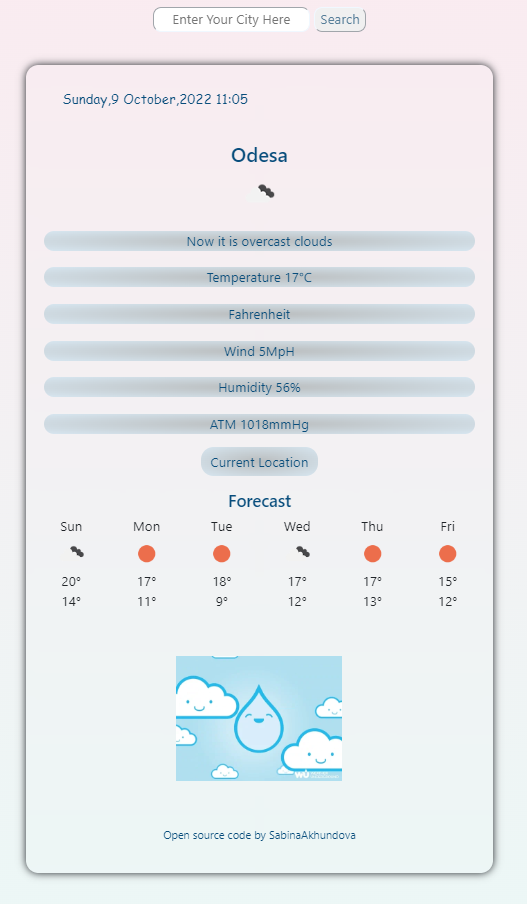 Enter Your City Here Search
Sunday,9 October,2022 11:05
Odesa
Now it is overcast clouds
Temperature 17°C
Fahrenheit
Wind 5MpH
Humidity 56%
ATM 1018mmHg
Current Location
Forecast
Sun Mon Tue Wed Thu Fri
20° 17° 18° 17° 17° 15°
14° 11° 9° 12° 13° 12°
Open source code by SabinaAkhundova